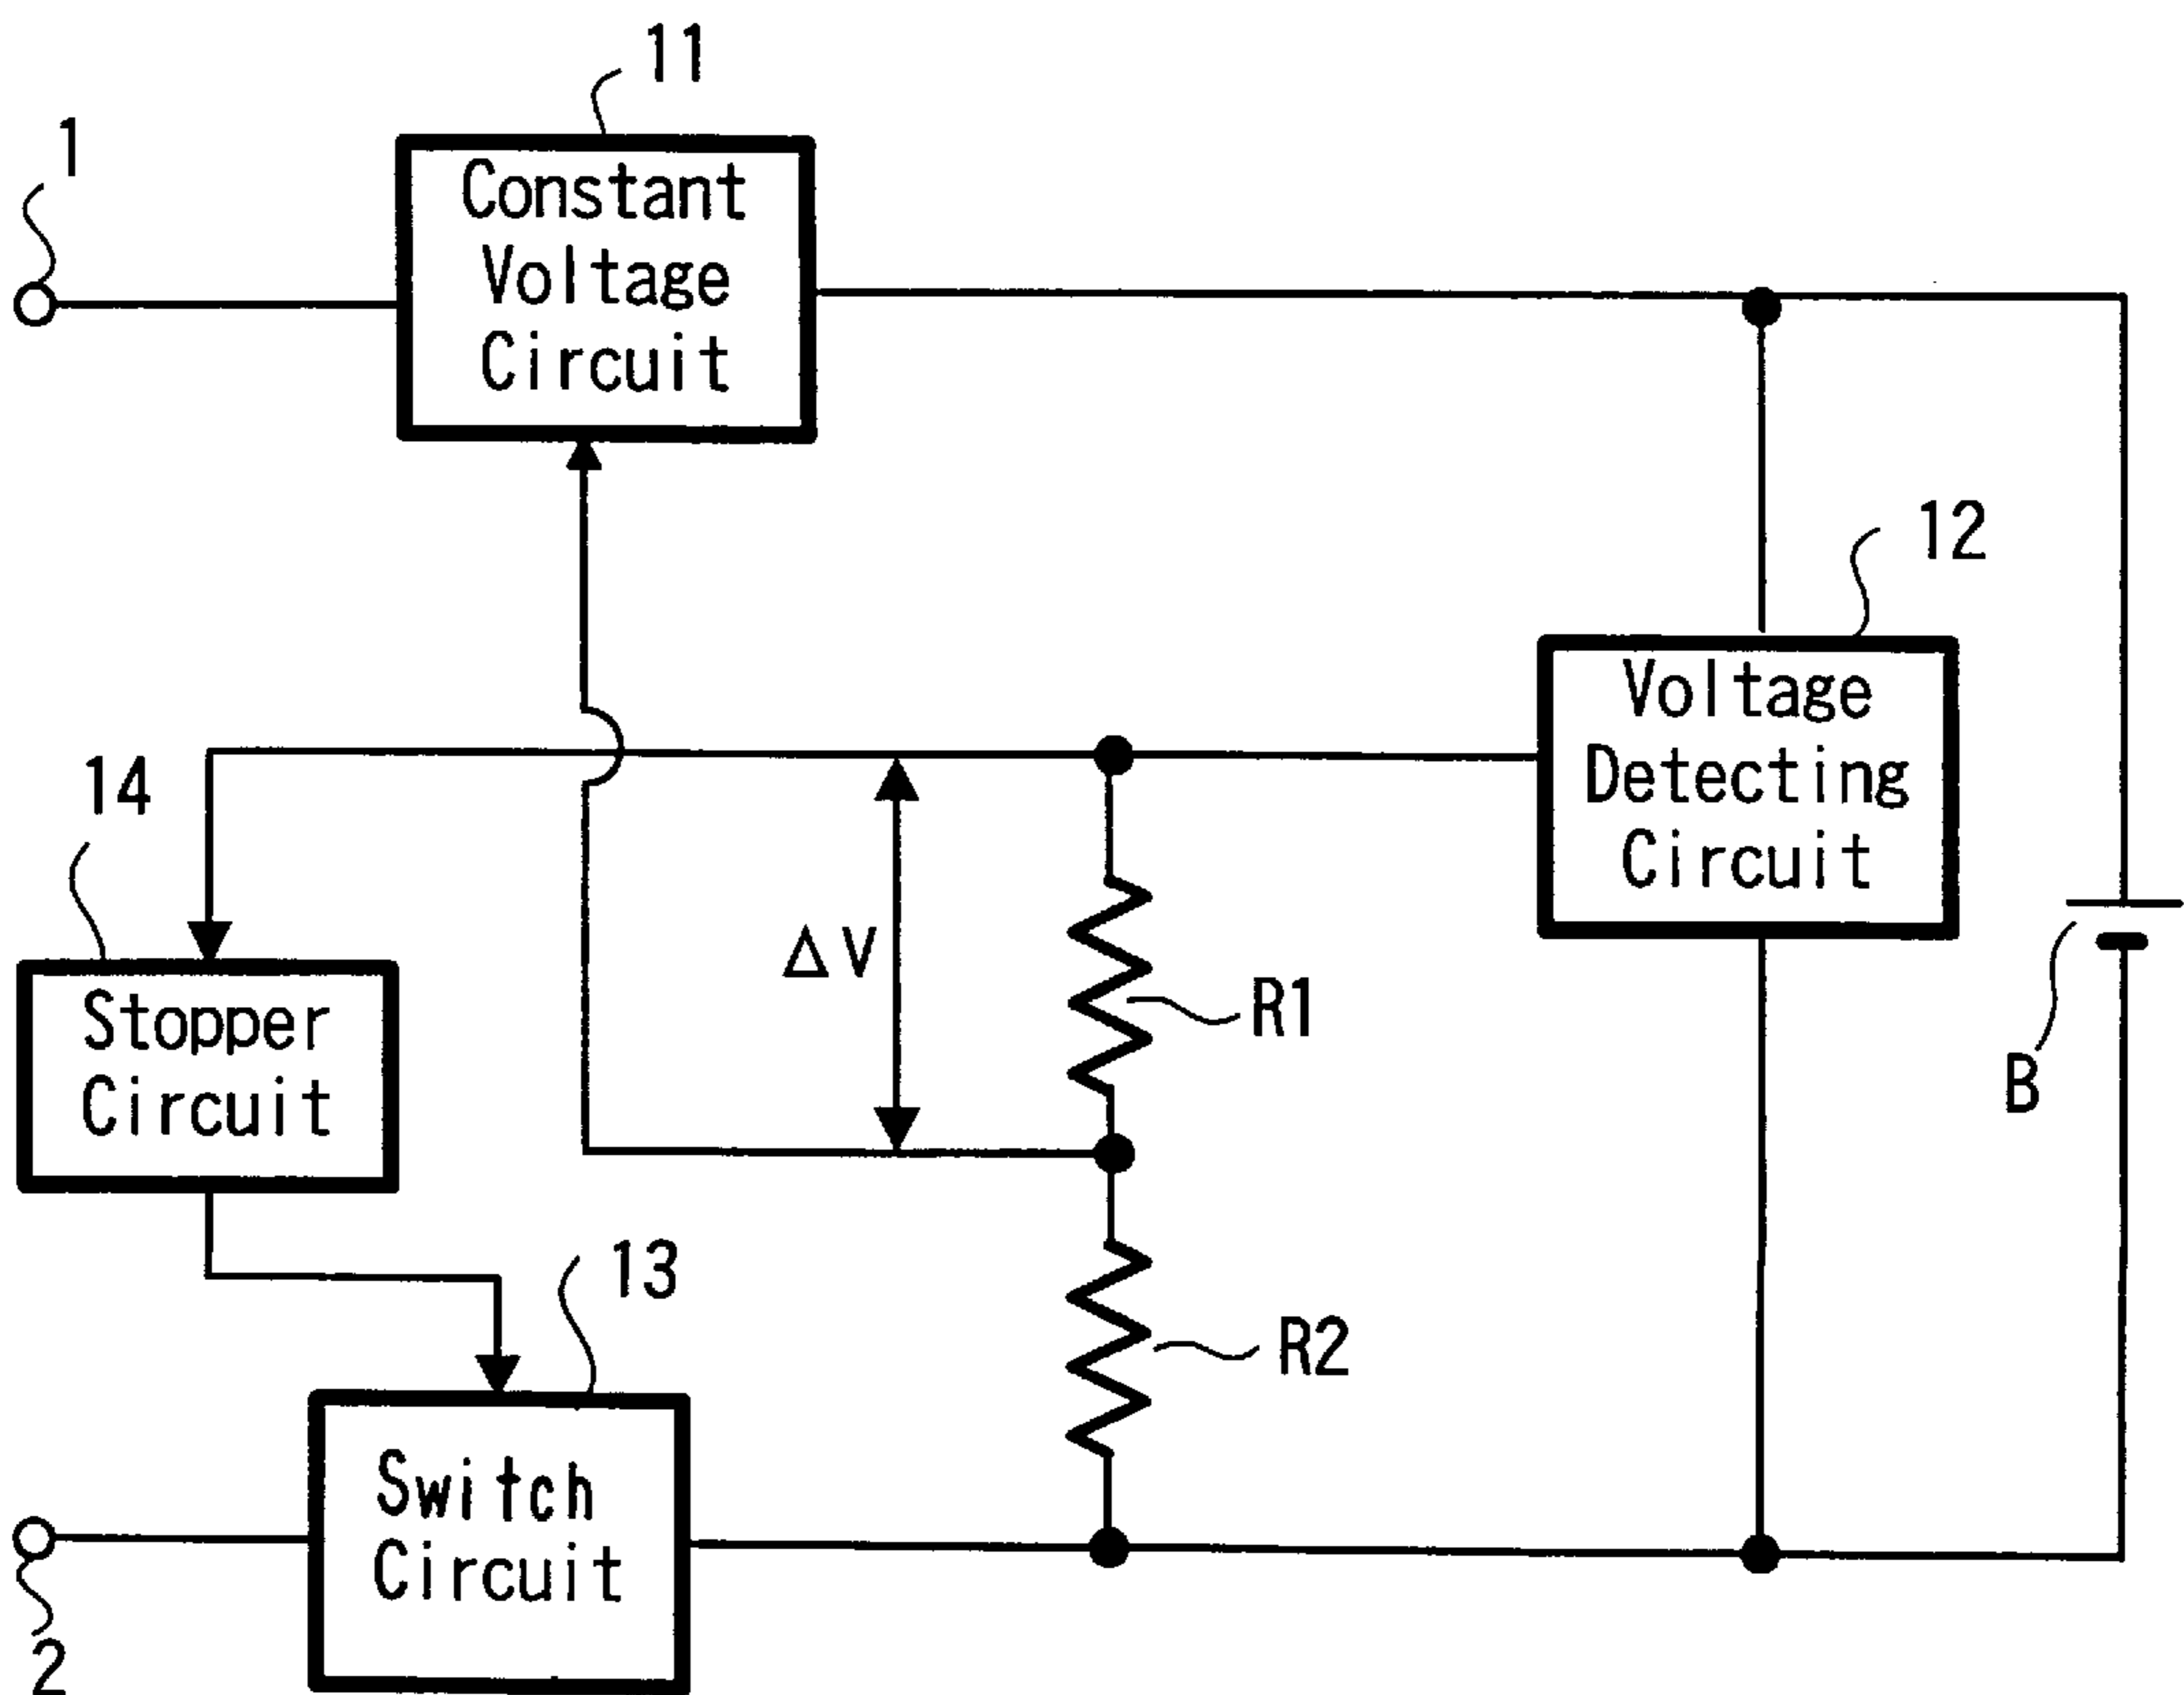 11
1
Constant
Voltage
Circuit
12
Voltage
Detecting
Circuit
14
ΔV
R1
Stopper
Circuit
B
13
R2
Switch
Circuit
2